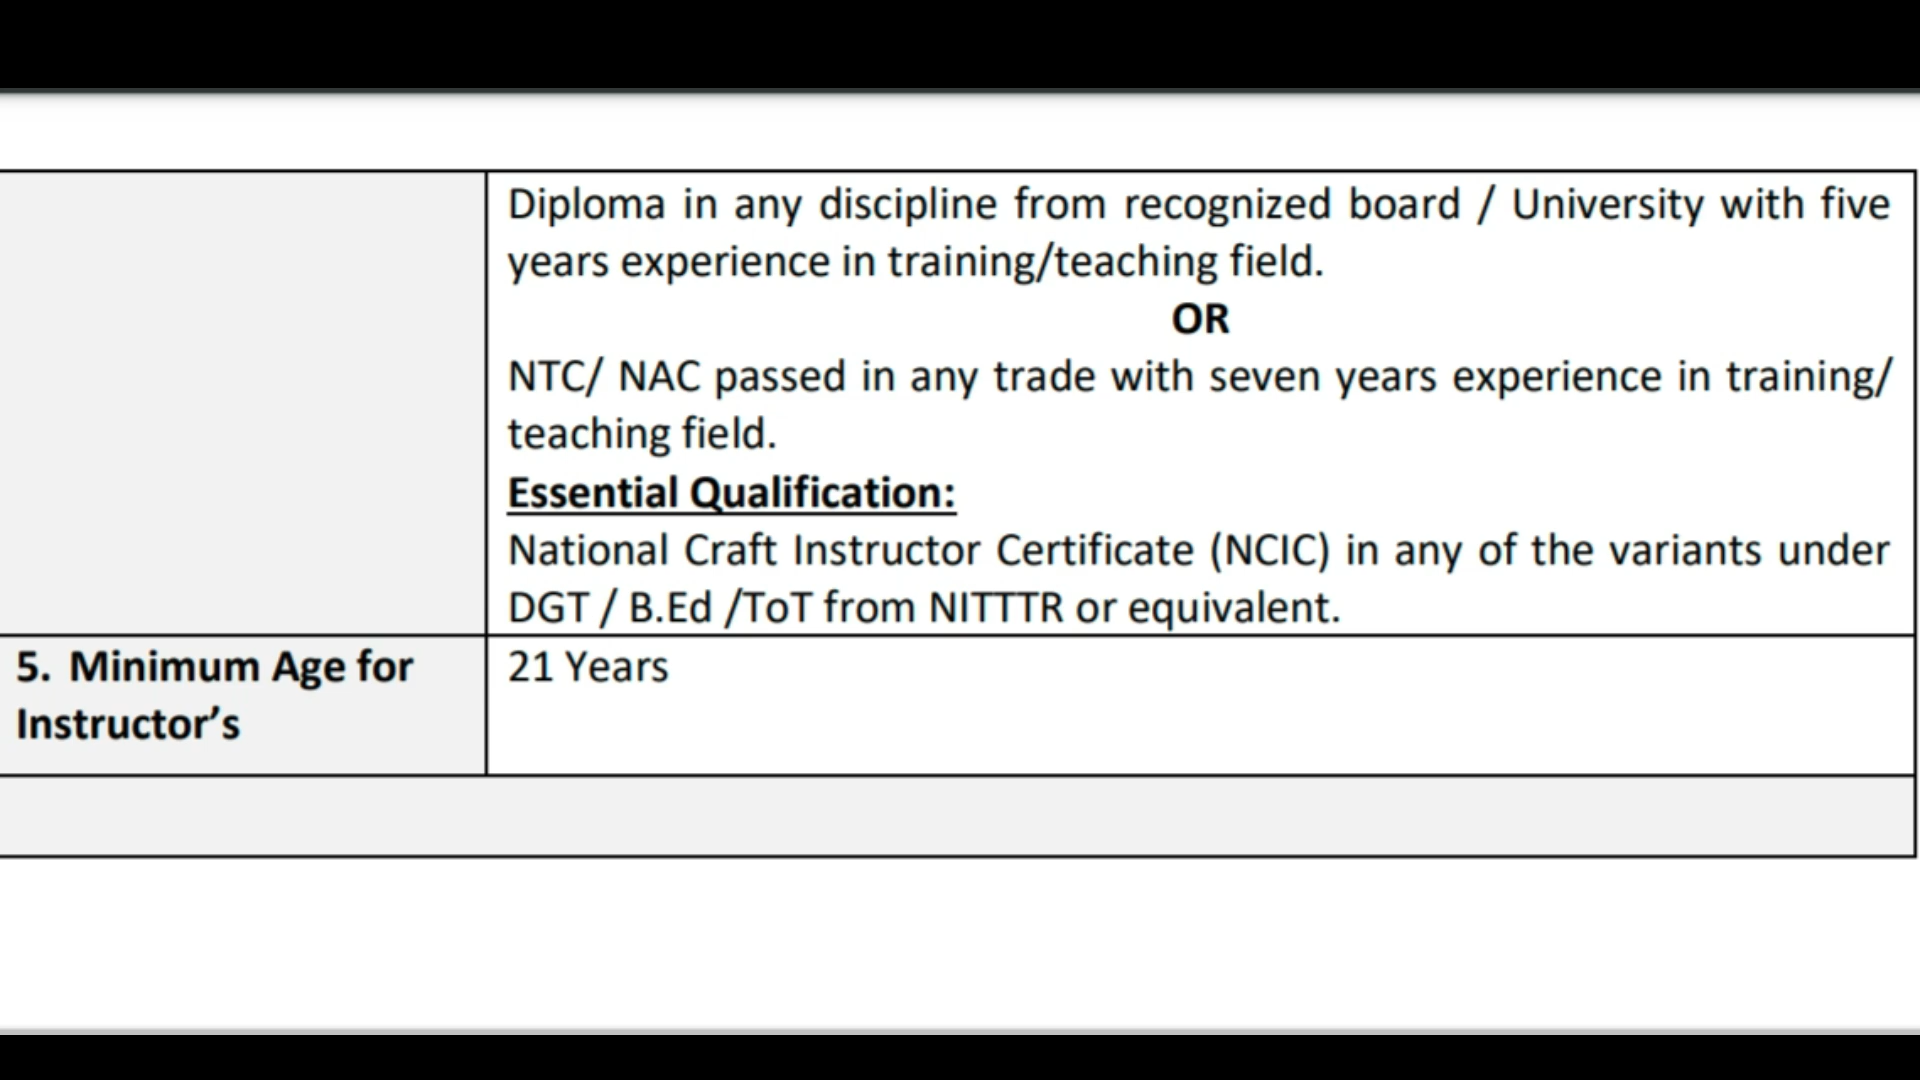 Diploma in any discipline from recognized board / University with five
years experience in training/teaching field.
OR
NTC/ NAC passed in any trade with seven years experience in training/
teaching field.
Essential Qualification:
National Craft Instructor Certificate (NCIC) in any of the variants under
DGT / B.Ed /ToT from NITTTR or equivalent.
5. Minimum Age for
Instructor’s
21 Years